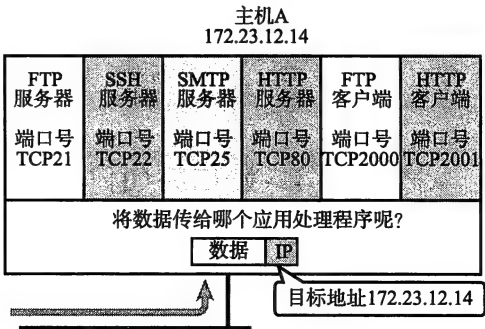 主机A
172.23.12.14
FTP
服务器
端口号
TCP21
SSH
服务器
端口号
TCP22
SMTP
服务器
端口号
TCP25
HTTP
服务器
端口号
TCP80
FTP
客户端
端口号
TCP2000
HTTP
客户端
端口号
TCP2001
将数据传给哪个应用处理程序呢?
数据 IP
目标地址172.23.12.14